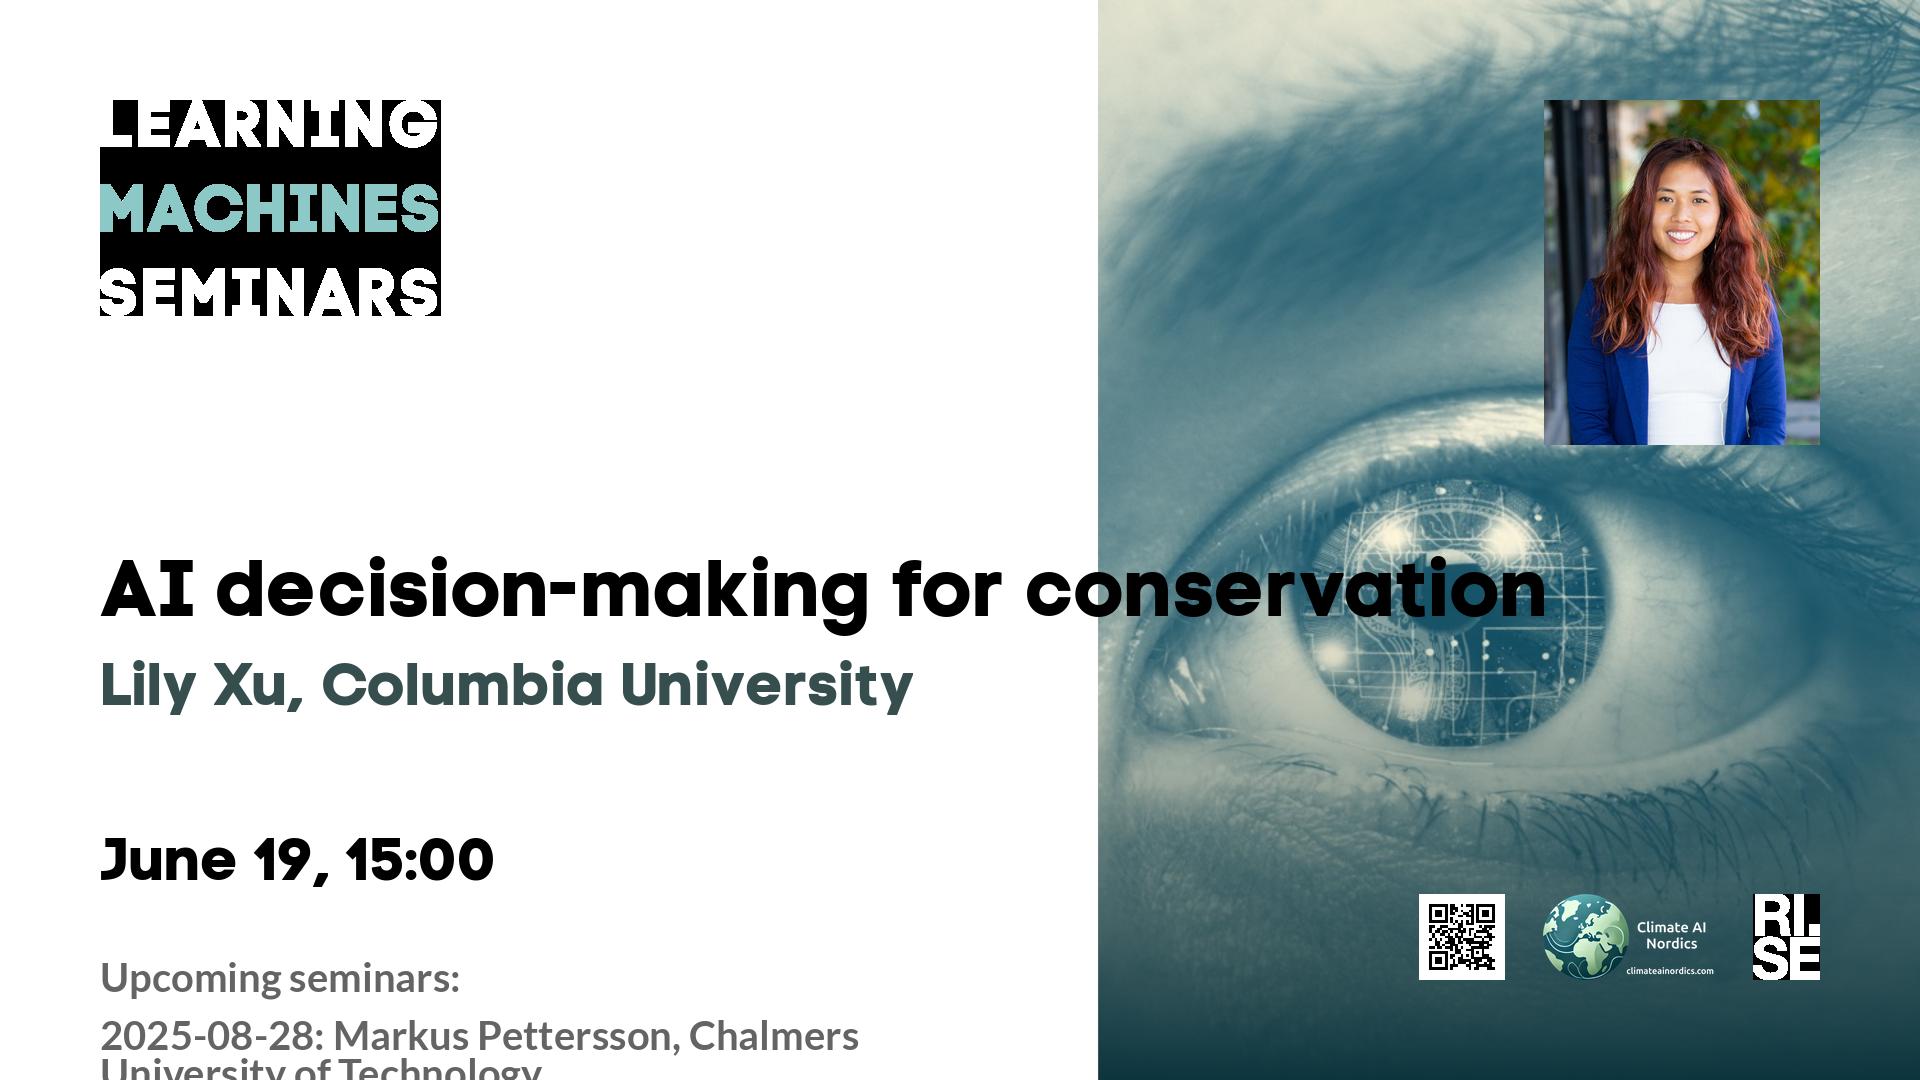 LEARNING
MACHINES
SEMINARS
AI decision-making for conservation
Lily Xu, Columbia University
June 19, 15:00
Upcoming seminars:
2025-08-28: Markus Pettersson, Chalmers
University of Technology
Climate AI
Nordics
climateainordics.com
RI.
SE